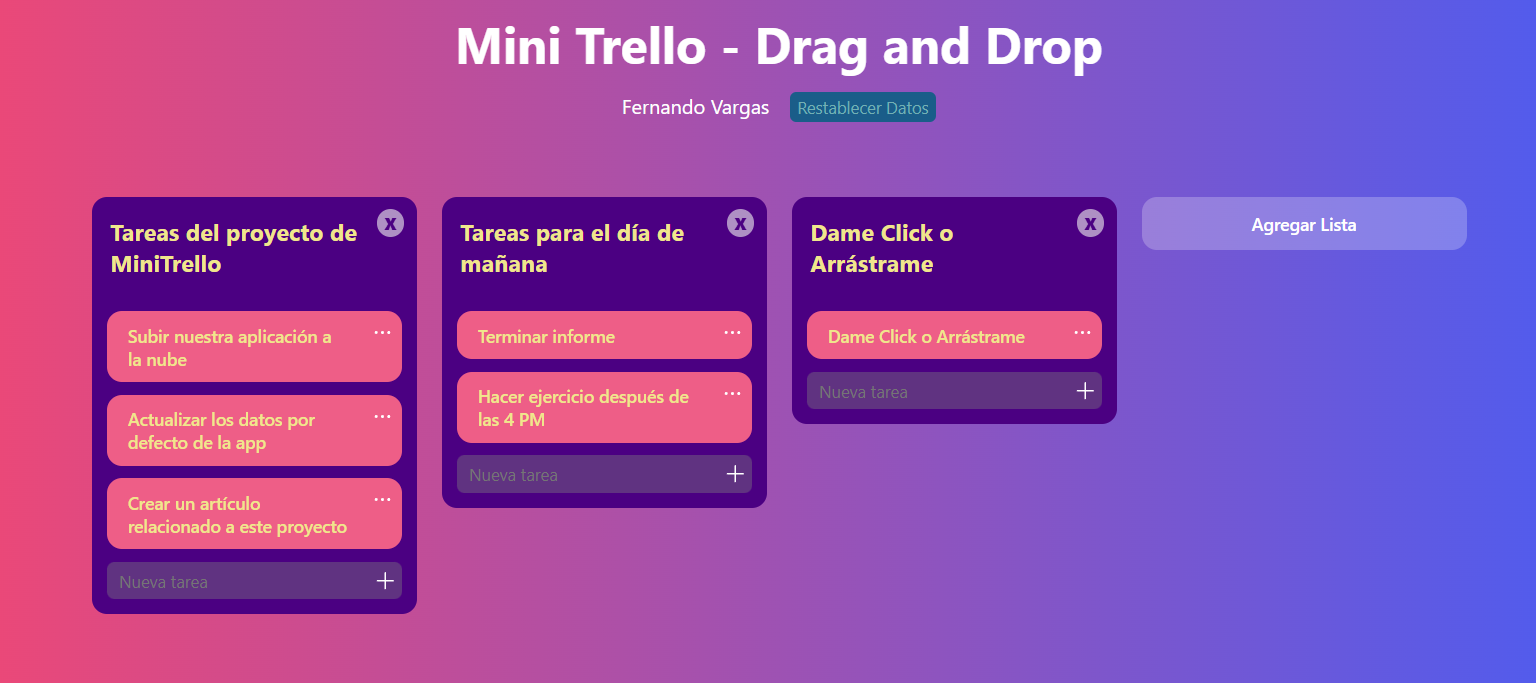 Mini Trello - Drag and Drop
Fernando Vargas Restablecer Datos
Tareas del proyecto de
MiniTrello
X
Subir nuestra aplicación a
la nube
...
Actualizar los datos por
defecto de la app
...
Crear un artículo
relacionado a este proyecto
...
Nueva tarea +
Tareas para el día de
mañana
X
Terminar informe ...
Hacer ejercicio después de
las 4 PM
...
Nueva tarea +
Dame Click o
Arrástrame
X
Dame Click o Arrástrame ...
Nueva tarea +
Agregar Lista